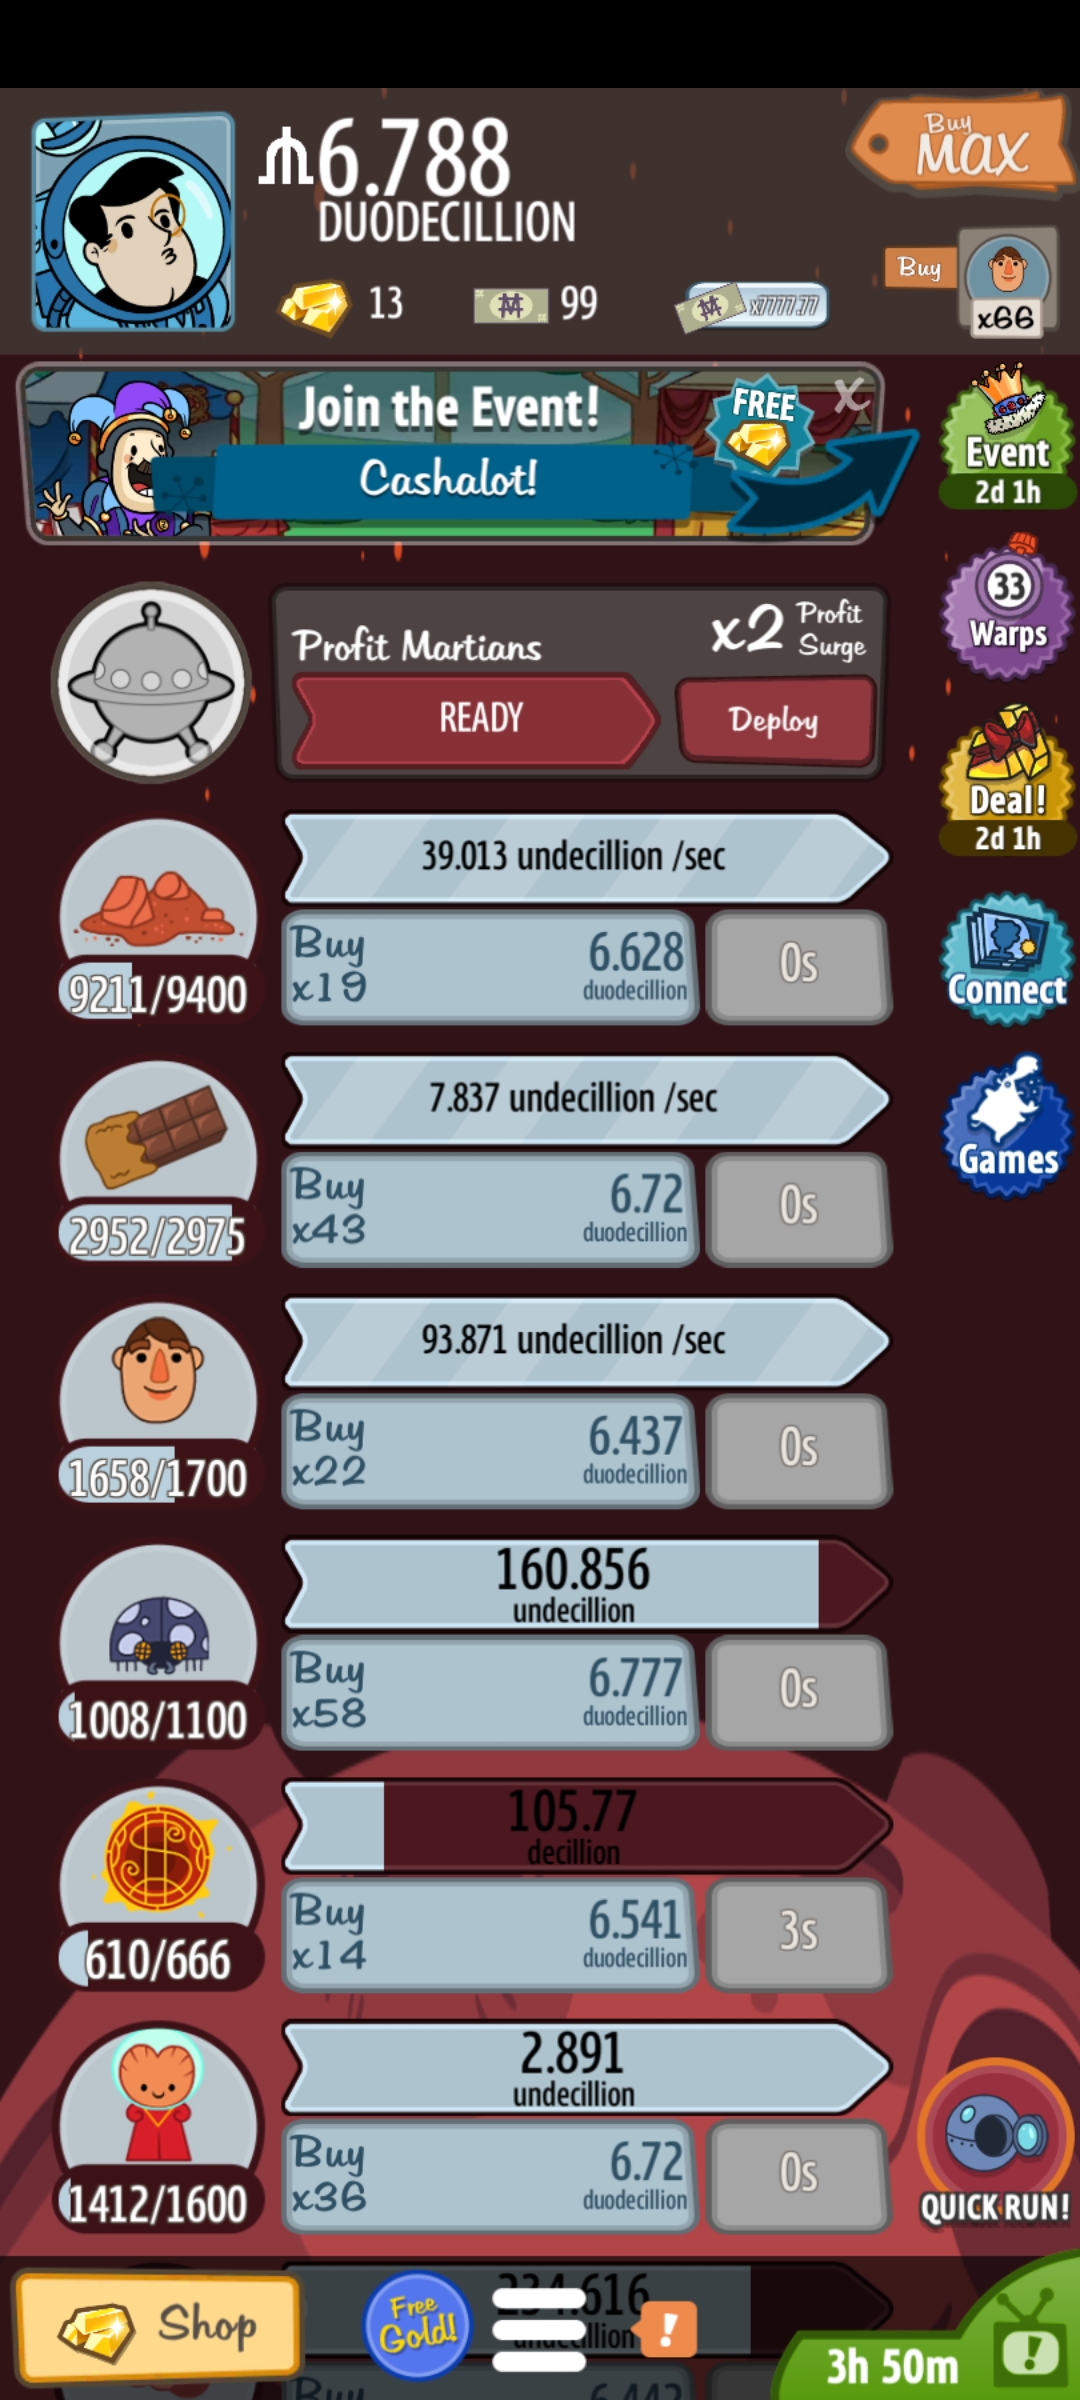 6.788
DUODECILLION
Buy
MAX
13
99
x7777.77
Buy
x66
Join the Event!
Cashalot!
FREE
X
Event
2d 1h
33
Warps
Profit Martians
x2 Profit Surge
READY
Deploy
Deal!
2d 1h
39.013 undecillion /sec
9211/9400
Buy
x19
6.628
duodecillion
0s
Connect
7.837 undecillion /sec
2952/2975
Buy
x43
6.72
duodecillion
0s
Games
93.871 undecillion /sec
1658/1700
Buy
x22
6.437
duodecillion
0s
160.856
undecillion
1008/1100
Buy
x58
6.777
duodecillion
0s
105.77
decillion
610/666
Buy
x14
6.541
duodecillion
3s
2.891
undecillion
1412/1600
Buy
x36
6.72
duodecillion
0s
QUICK RUN!
Shop
Free
Gold!
!
3h 50m
!
Buy